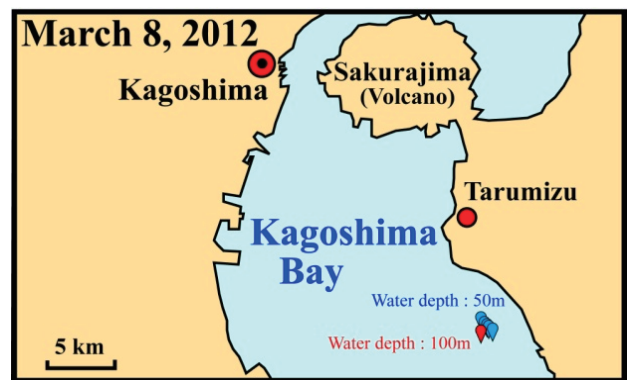 March 8, 2012
Kagoshima
Sakurajima
(Volcano)
Tarumizu
Kagoshima
Bay
Water depth : 50m
Water depth : 100m
5 km